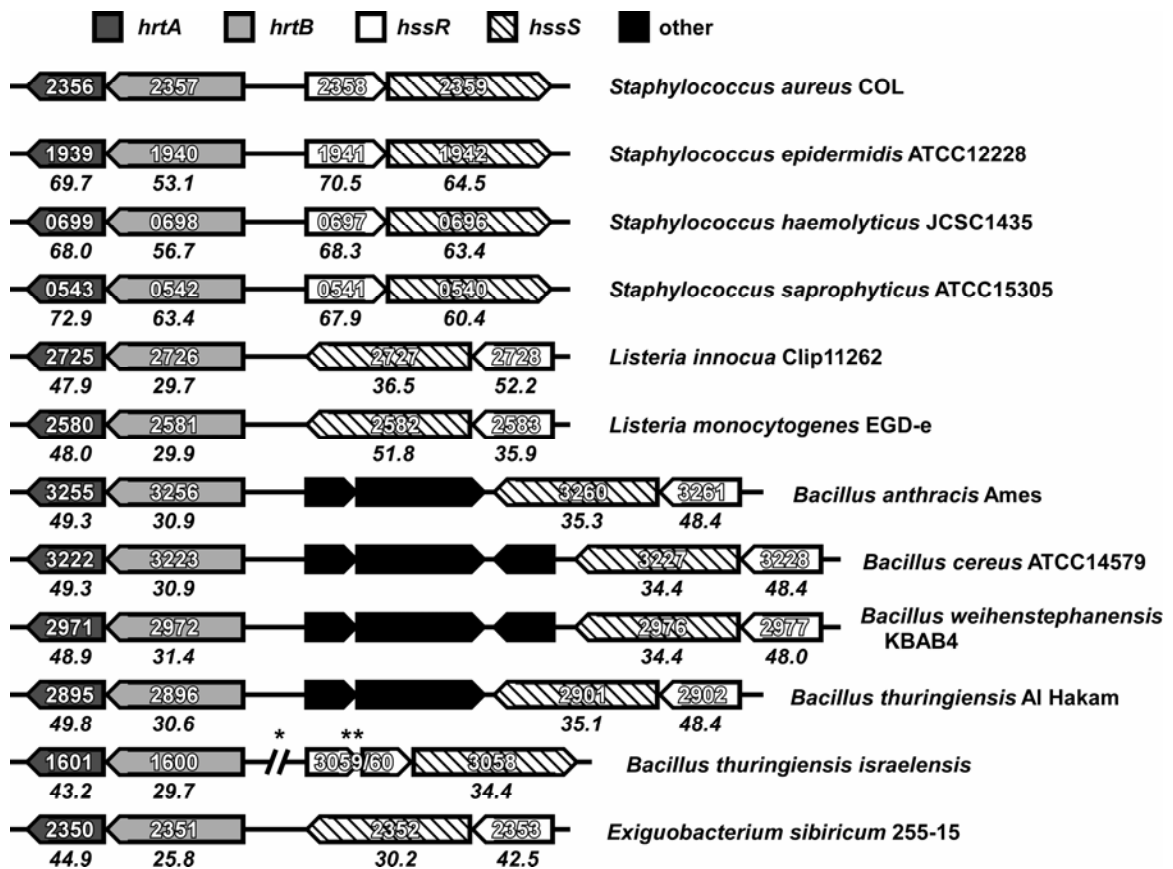 hrtA hrtB hssR hssS other
2356 2357 2358 2359 Staphylococcus aureus COL
1939 1940 1941 1942 Staphylococcus epidermidis ATCC12228
69.7 53.1 70.5 64.5
0699 0698 0697 0696 Staphylococcus haemolyticus JCSC1435
68.0 56.7 68.3 63.4
0543 0542 0541 0540 Staphylococcus saprophyticus ATCC15305
72.9 63.4 67.9 60.4
2725 2726 2727 2728 Listeria innocua Clip11262
47.9 29.7 36.5 52.2
2580 2581 2582 2583 Listeria monocytogenes EGD-e
48.0 29.9 51.8 35.9
3255 3256 3260 3261 Bacillus anthracis Ames
49.3 30.9 35.3 48.4
3222 3223 3227 3228 Bacillus cereus ATCC14579
49.3 30.9 34.4 48.4
2971 2972 2976 2977 Bacillus weihenstephanensis
KBAB4
48.9 31.4 34.4 48.0
2895 2896 2901 2902 Bacillus thuringiensis Al Hakam
49.8 30.6 35.1 48.4
* **
1601 1600 3059/60 3058 Bacillus thuringiensis israelensis
43.2 29.7 34.4
2350 2351 2352 2353 Exiguobacterium sibiricum 255-15
44.9 25.8 30.2 42.5